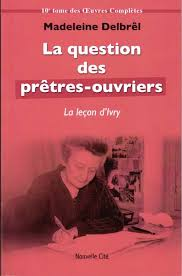 10e tome des Œuvres Complètes
Madeleine Delbrêl
La question
des
prêtres-ouvriers
La leçon d'Ivry
Nouvelle Cité